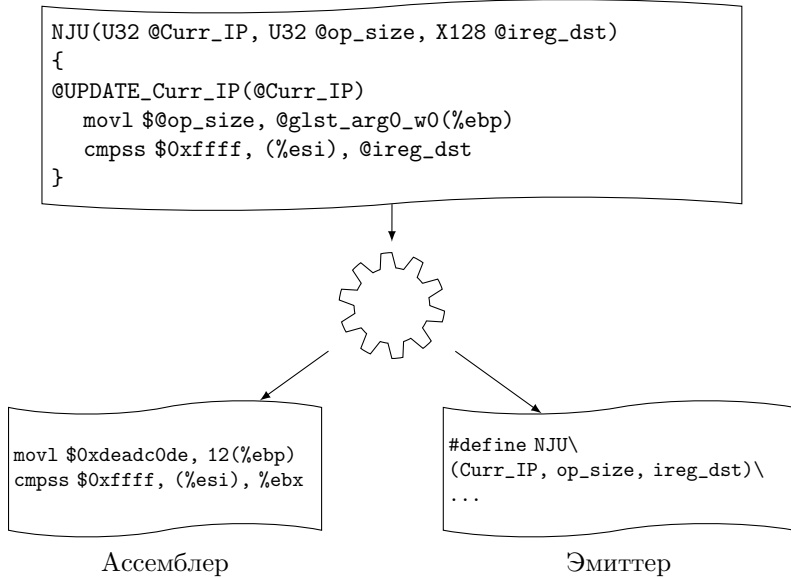 NJU(U32 @Curr_IP, U32 @op_size, X128 @ireg_dst)
{
@UPDATE_Curr_IP(@Curr_IP)
movl $@op_size, @glst_arg0_w0(%ebp)
cmpss $0xffff, (%esi), @ireg_dst
}
movl $0xdeadc0de, 12(%ebp)
cmpss $0xffff, (%esi), %ebx
#define NJU\
(Curr_IP, op_size, ireg_dst)\
...
Ассемблер
Эмиттер